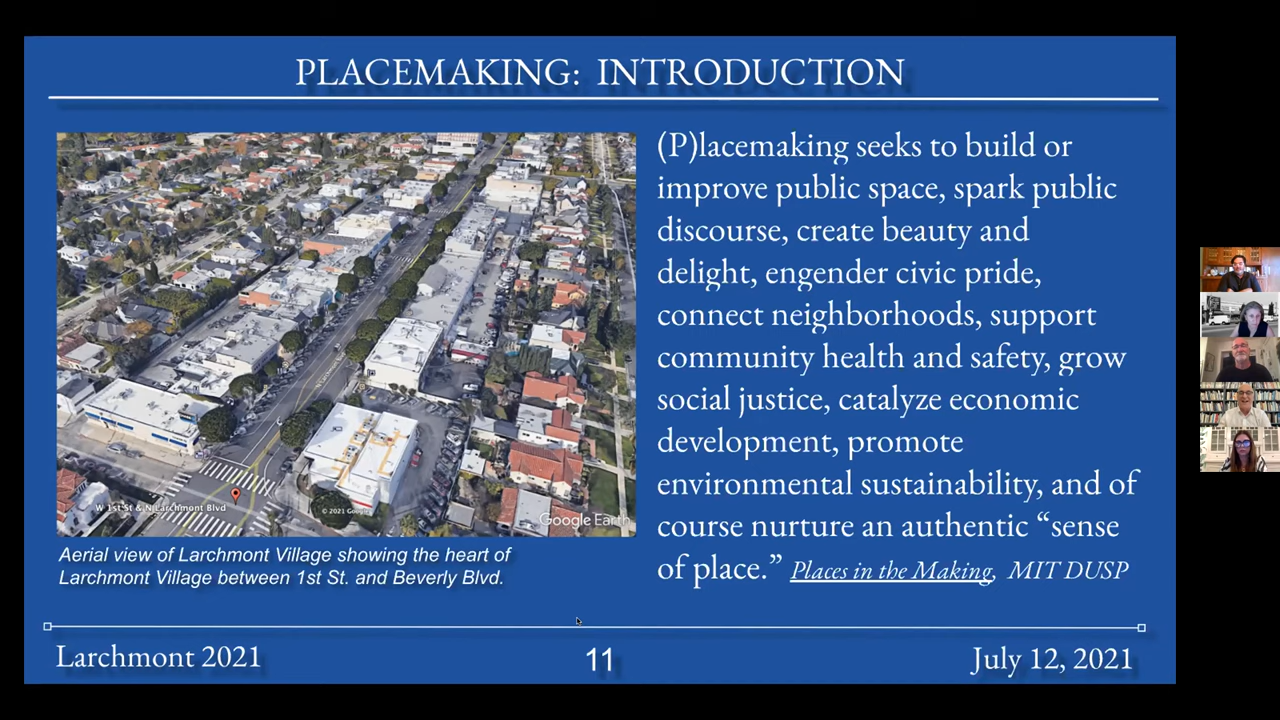 PLACEMAKING: INTRODUCTION
W 1st St & N Larchmont Blvd
© 2021 Google
Google Earth
Aerial view of Larchmont Village showing the heart of
Larchmont Village between 1st St. and Beverly Blvd.
(P)lacemaking seeks to build or
improve public space, spark public
discourse, create beauty and
delight, engender civic pride,
connect neighborhoods, support
community health and safety, grow
social justice, catalyze economic
development, promote
environmental sustainability, and of
course nurture an authentic “sense
of place.” Places in the Making, MIT DUSP
Larchmont 2021
11
July 12, 2021